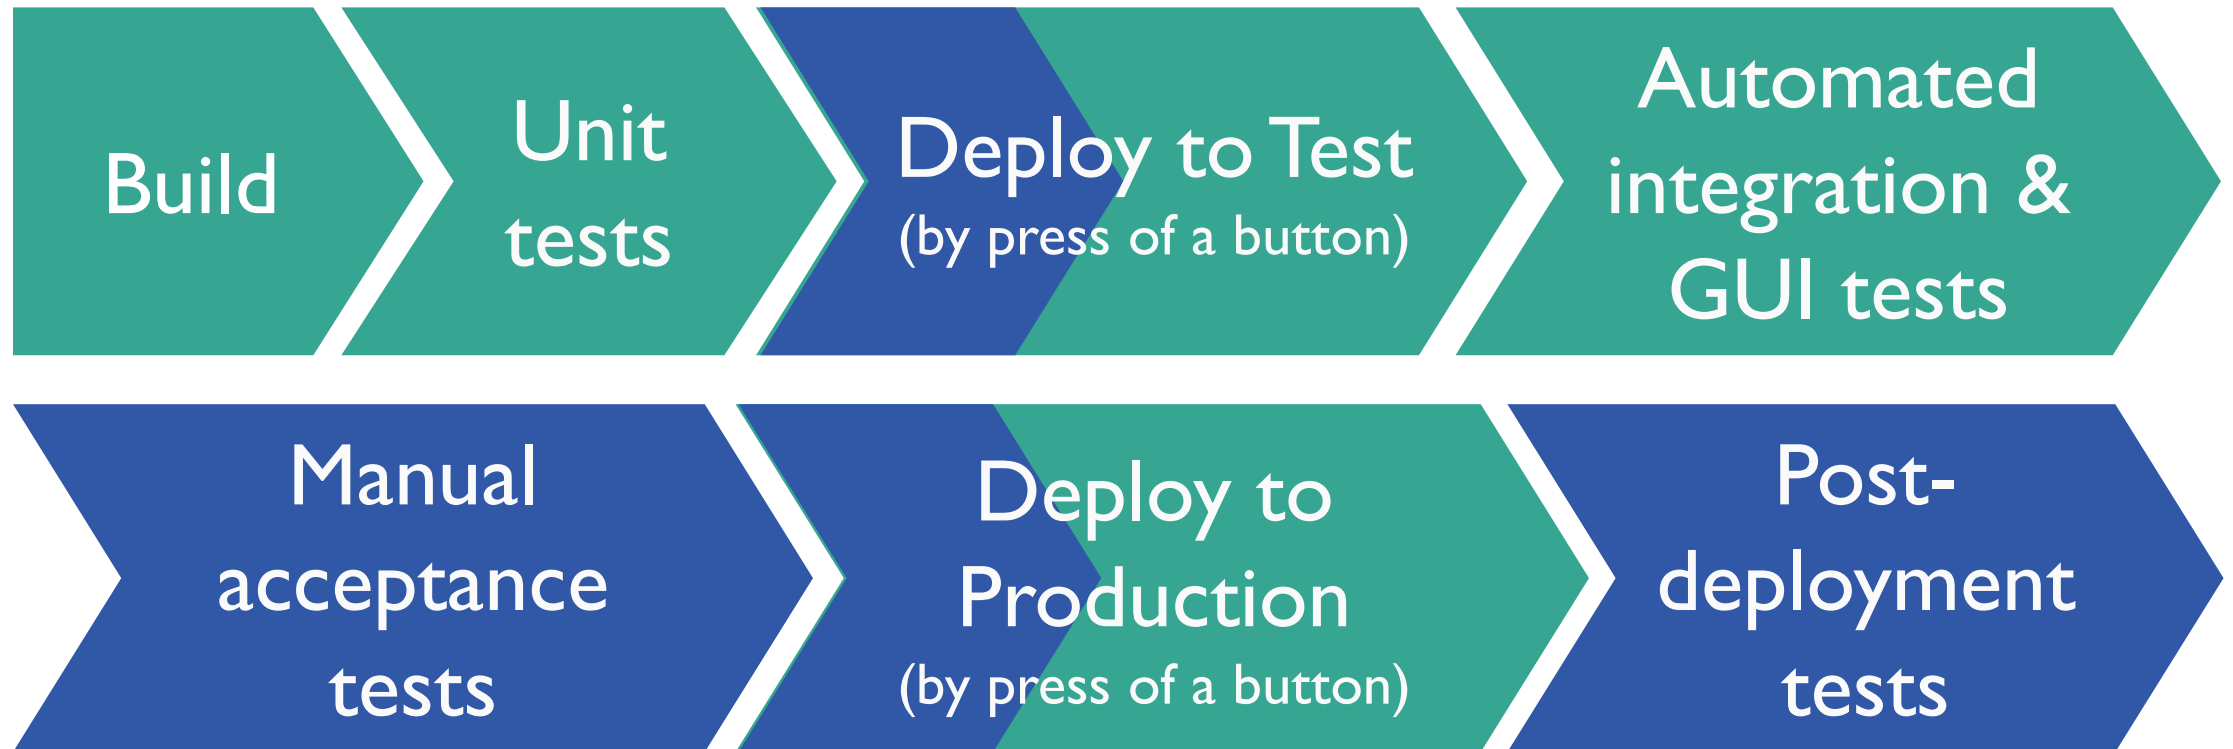 Build
Unit
tests
Deploy to Test
(by press of a button)
Automated
integration &
GUI tests
Manual
acceptance
tests
Deploy to
Production
(by press of a button)
Post-
deployment
tests